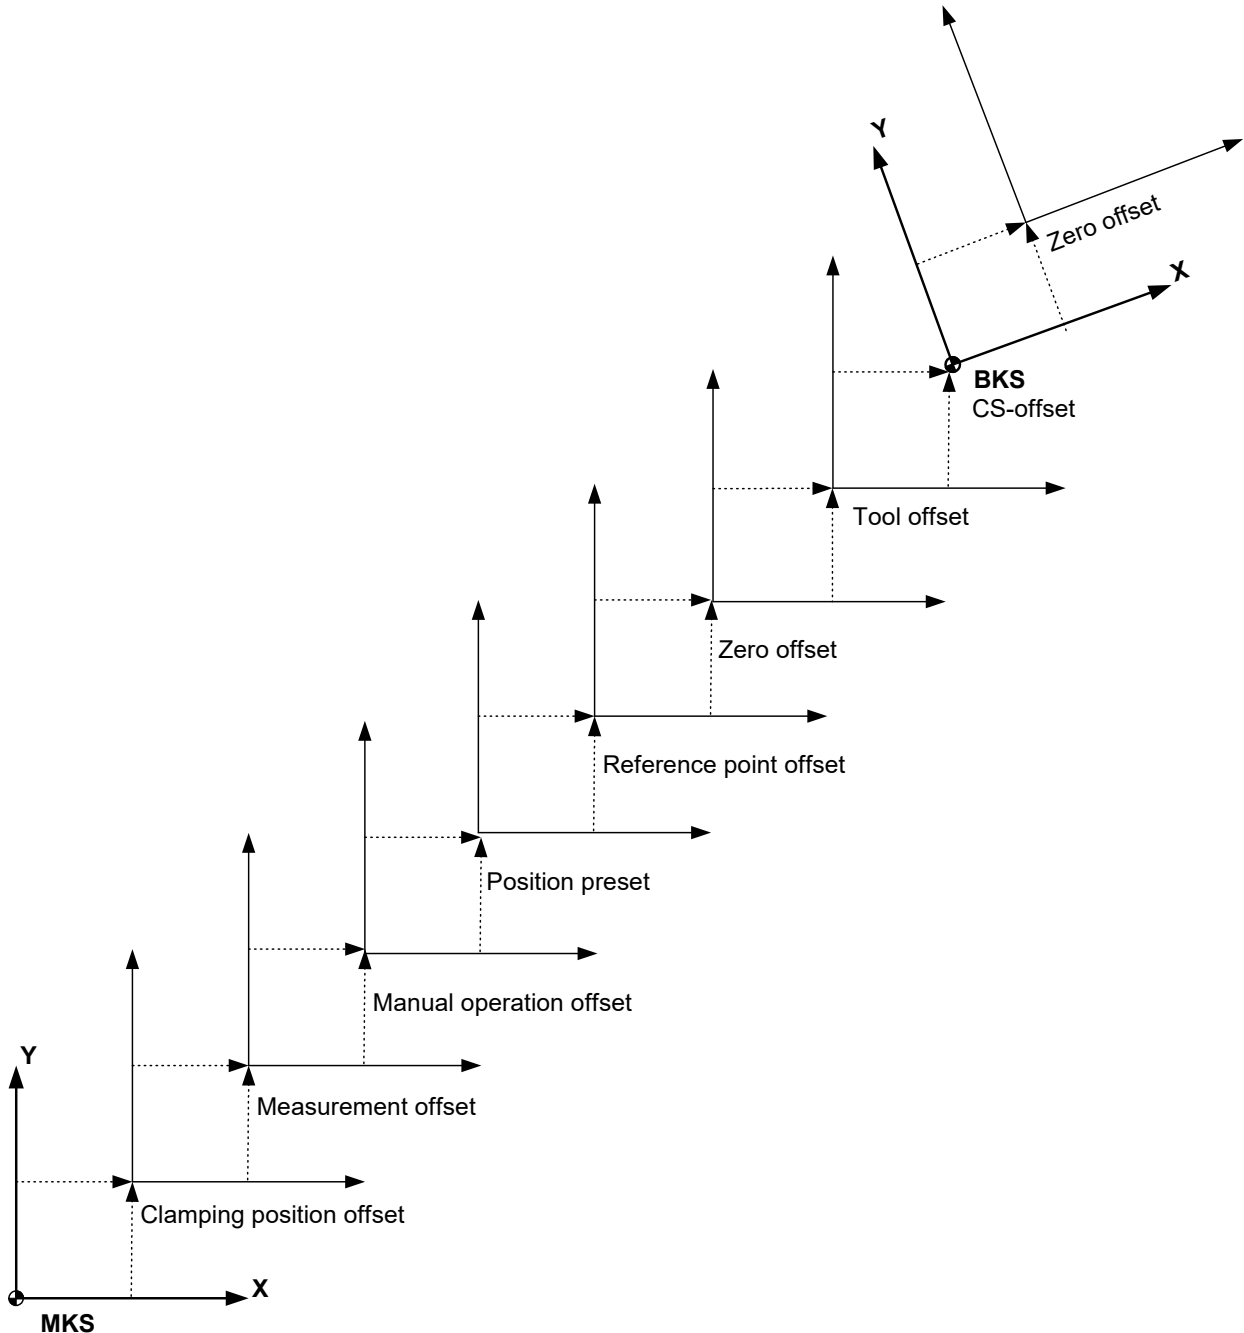 Y
Zero offset
X
BKS
CS-offset
Tool offset
Zero offset
Reference point offset
Position preset
Manual operation offset
Y
Measurement offset
Clamping position offset
X
MKS